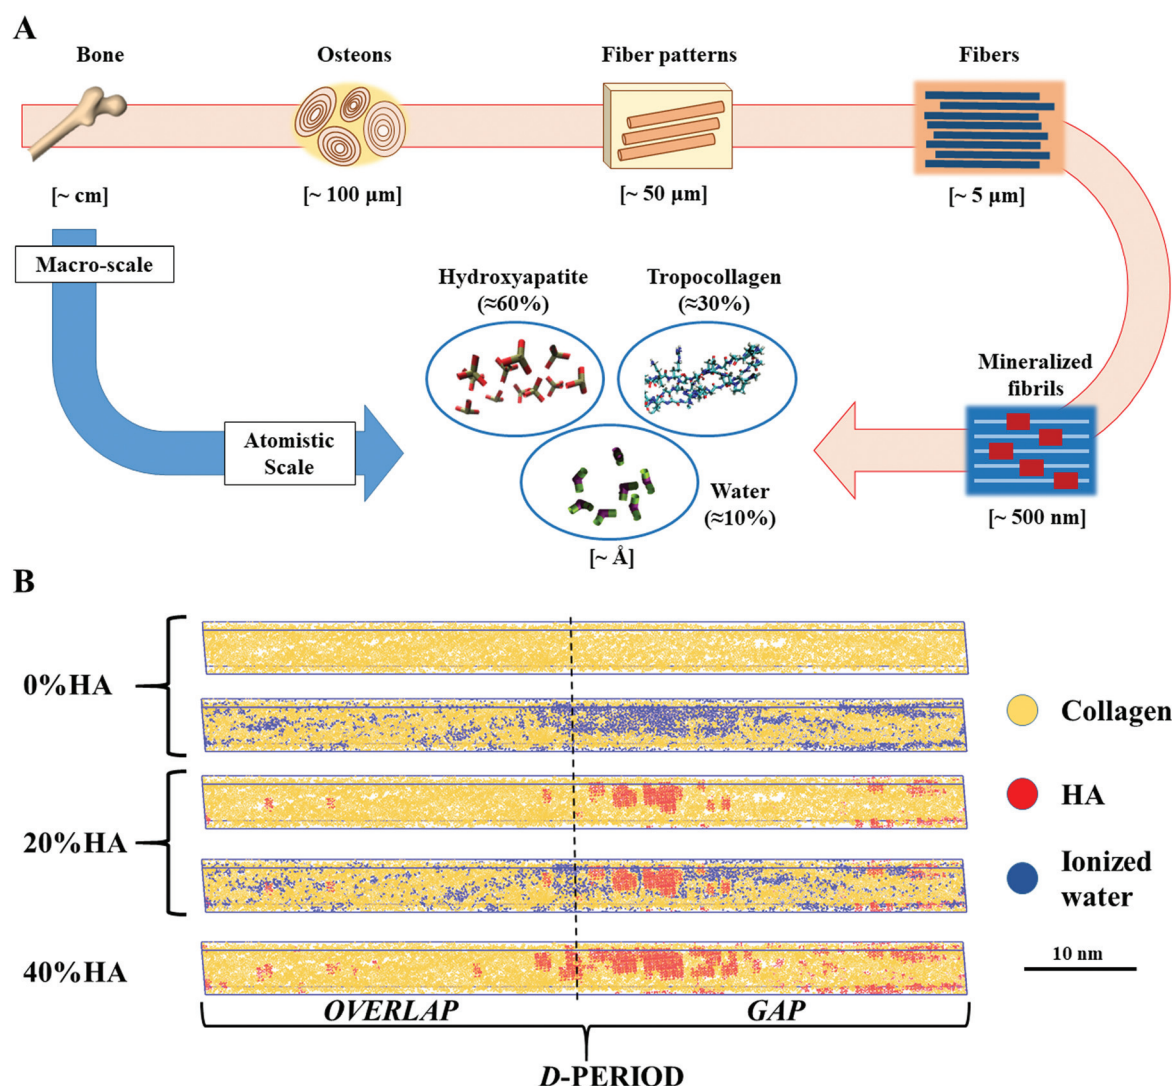 A
Bone
Osteons
Fiber patterns
Fibers
[~ cm]
[~ 100 µm]
[~ 50 µm]
[~ 5 µm]
Macro-scale
Hydroxyapatite
(≈60%)
Tropocollagen
(≈30%)
Mineralized
fibrils
Atomistic
Scale
Water
(≈10%)
[~ Å]
[~ 500 nm]
B
0%HA
20%HA
40%HA
Collagen
HA
Ionized
water
10 nm
OVERLAP
GAP
D-PERIOD